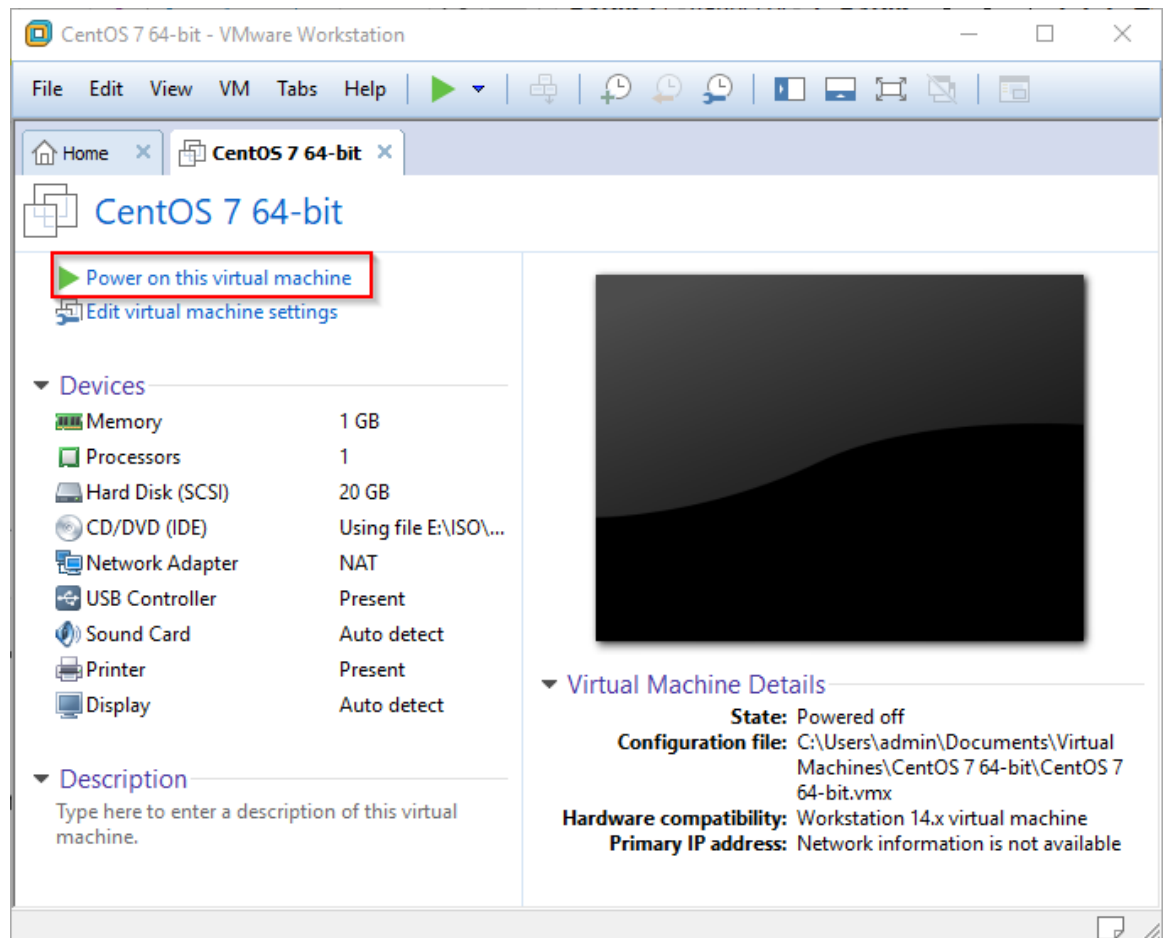 CentOS 7 64-bit - VMware Workstation
File Edit View VM Tabs Help
Home CentOS 7 64-bit
CentOS 7 64-bit
Power on this virtual machine
Edit virtual machine settings
Devices
Memory 1 GB
Processors 1
Hard Disk (SCSI) 20 GB
CD/DVD (IDE) Using file E:\ISO\...
Network Adapter NAT
USB Controller Present
Sound Card Auto detect
Printer Present
Display Auto detect
Description
Type here to enter a description of this virtual
machine.
Virtual Machine Details
State: Powered off
Configuration file: C:\Users\admin\Documents\Virtual
Machines\CentOS 7 64-bit\CentOS 7
64-bit.vmx
Hardware compatibility: Workstation 14.x virtual machine
Primary IP address: Network information is not available